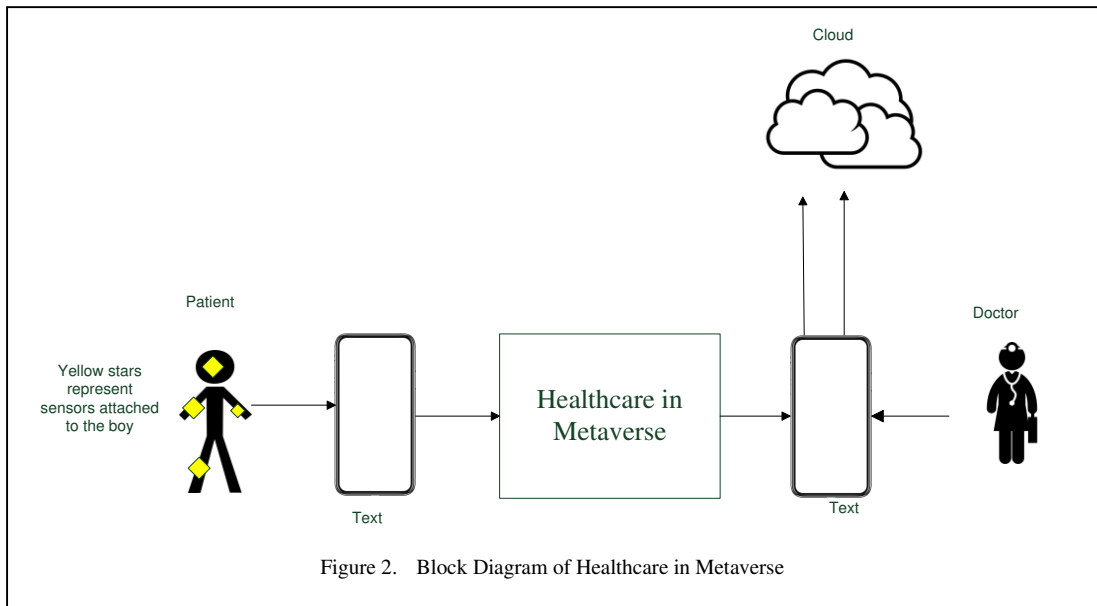 Cloud
Patient
Doctor
Yellow stars
represent
sensors attached
to the boy
Healthcare in
Metaverse
Text
Text
Figure 2. Block Diagram of Healthcare in Metaverse